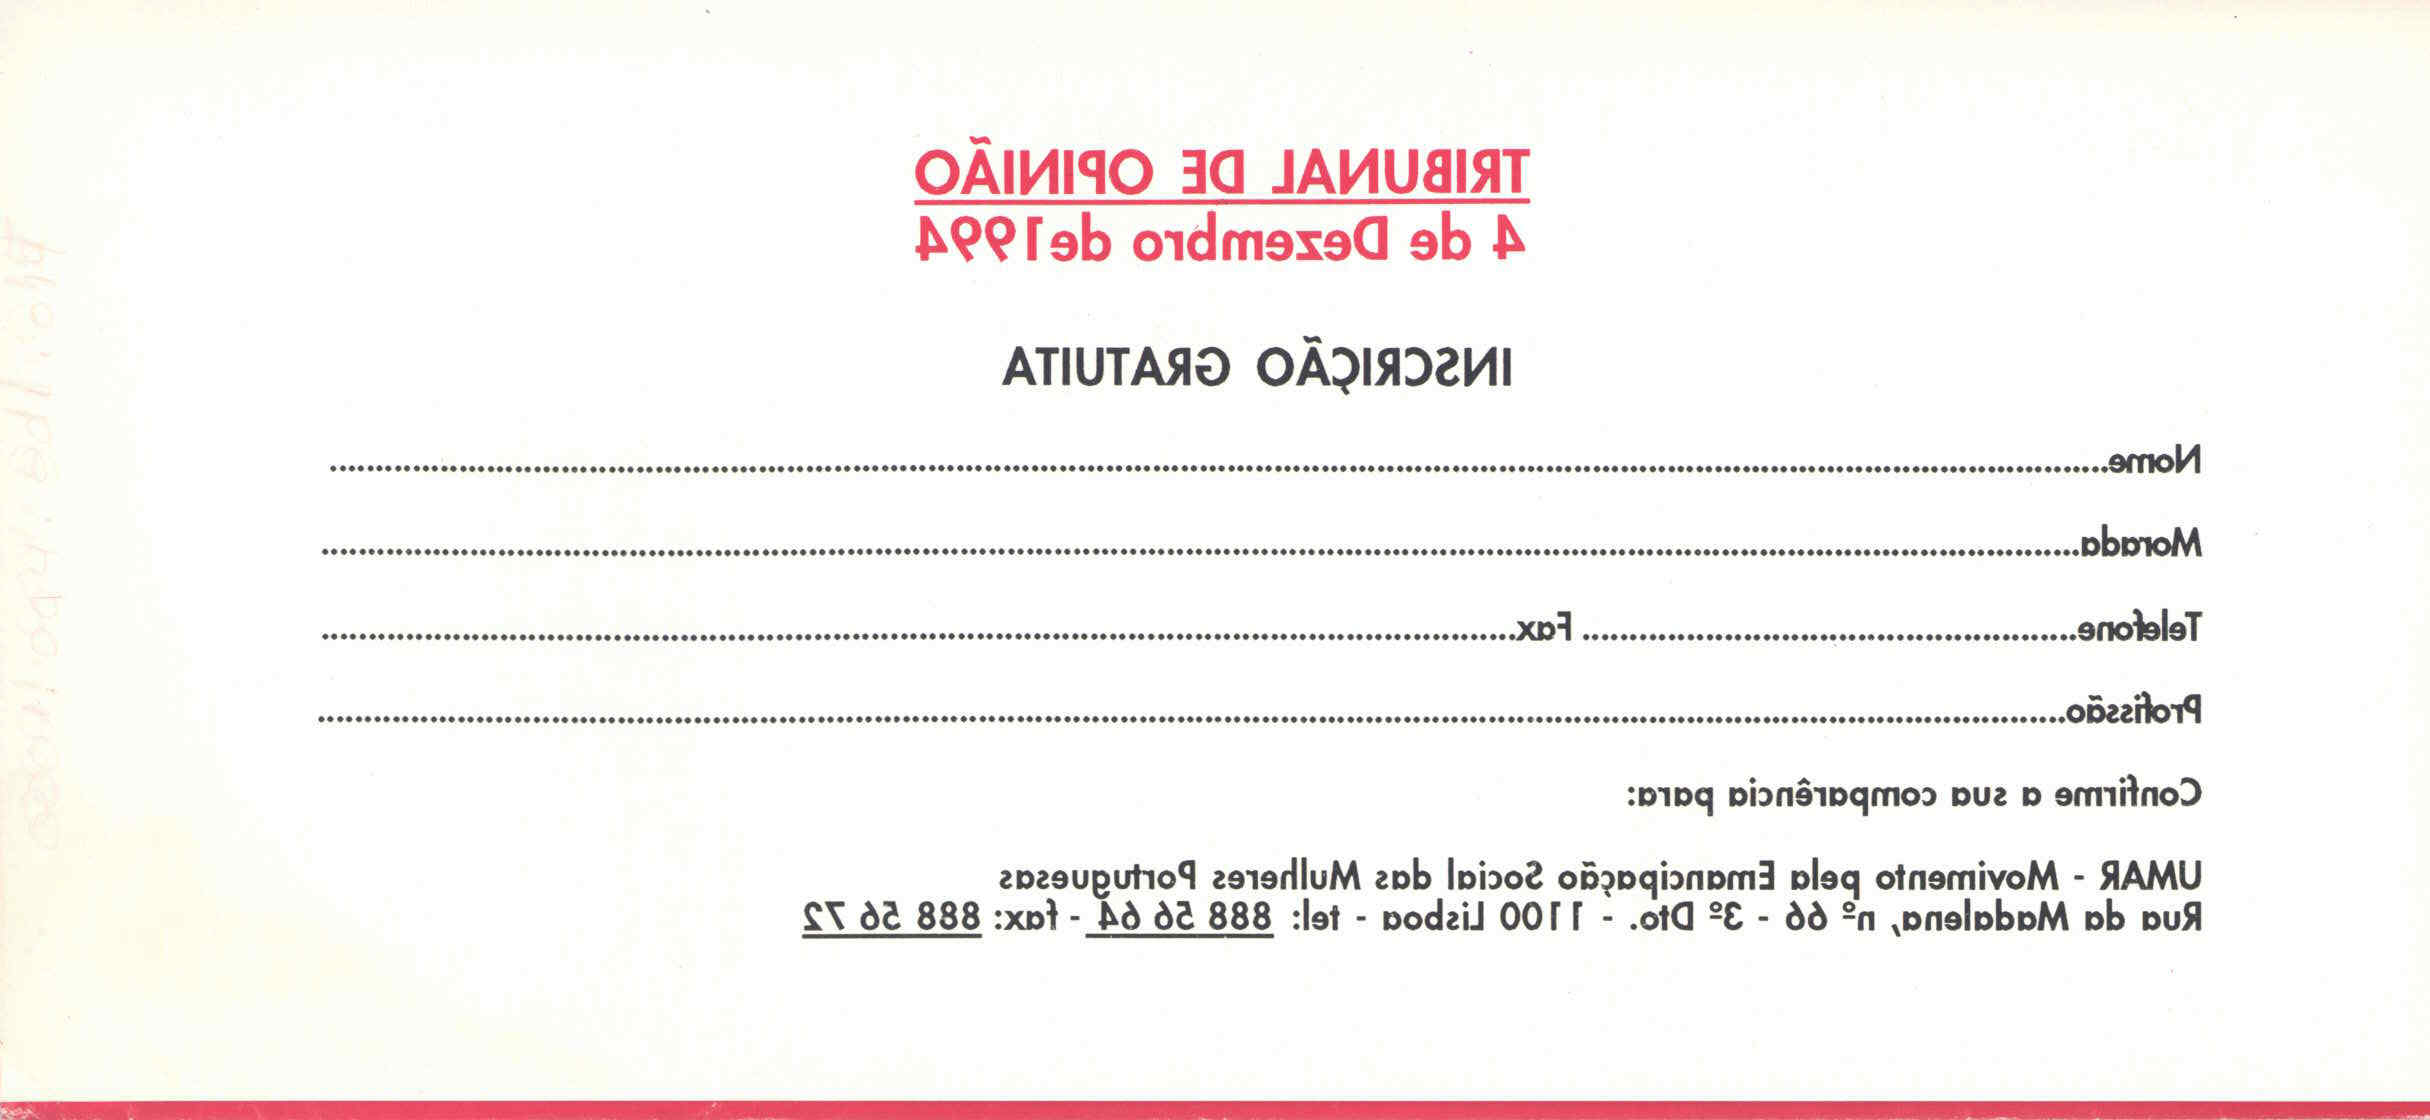 TRIBUNAL DE OPINIÃO
4 de Dezembro de 1994
INSCRIÇÃO GRATUITA
Nome
Morada
Telefone Fax
Profissão
Confirme a sua comparência para:
UMAR - Movimento pela Emancipação Social das Mulheres Portuguesas
Rua da Madalena, nº 66 - 3º Dto. - 1100 Lisboa - tel: 888 56 64 - fax: 888 56 72